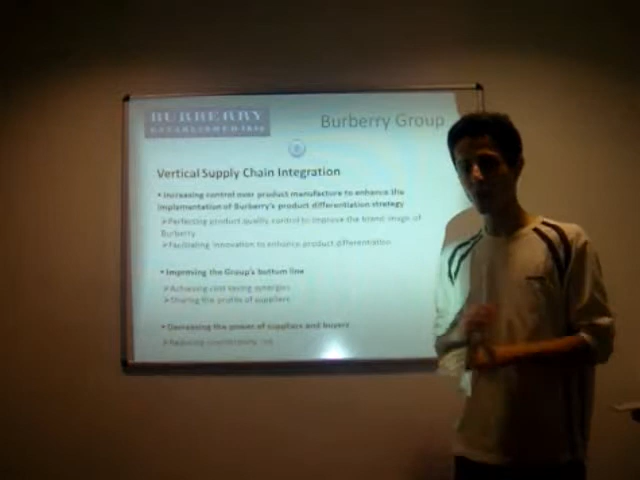 BURBERRY
ESTABLISHED 1856
Burberry Group
Vertical Supply Chain Integration
• Increasing control over product manufacture to enhance the
implementation of Burberry's product differentiation strategy
➢Perfecting product quality control to improve the brand image of
Burberry
➢Facilitating innovation to enhance product differentiation
• Improving the Group's bottom line
➢Achieving cost saving synergies
➢Sharing the profits of suppliers
• Decreasing the power of suppliers and buyers
➢Reducing counterparty risk